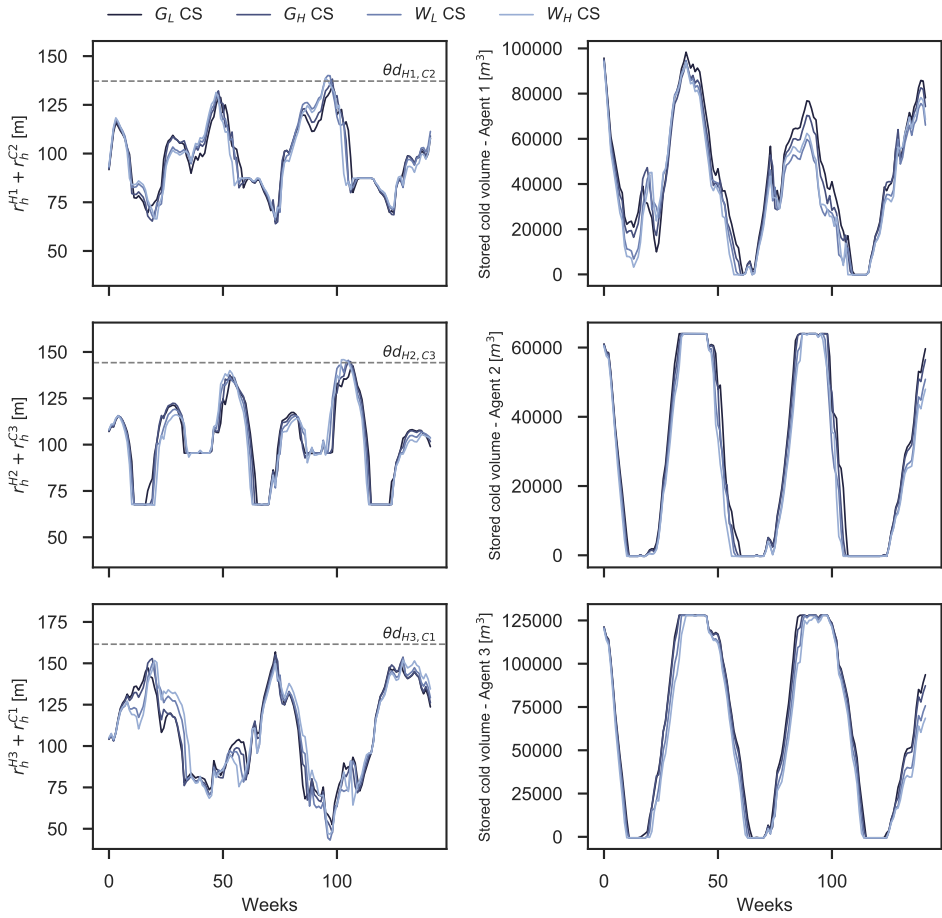 G_L CS G_H CS W_L CS W_H CS
r_h^{H1} + r_h^{C2} [m]
150
125
100
75
50
θd_{H1,C2}
Stored cold volume - Agent 1 [m³]
100000
80000
60000
40000
20000
0
r_h^{H2} + r_h^{C3} [m]
150
125
100
75
50
θd_{H2,C3}
Stored cold volume - Agent 2 [m³]
60000
40000
20000
0
r_h^{H3} + r_h^{C1} [m]
175
150
125
100
75
50
θd_{H3,C1}
0 50 100
Weeks
Stored cold volume - Agent 3 [m³]
125000
100000
75000
50000
25000
0
0 50 100
Weeks